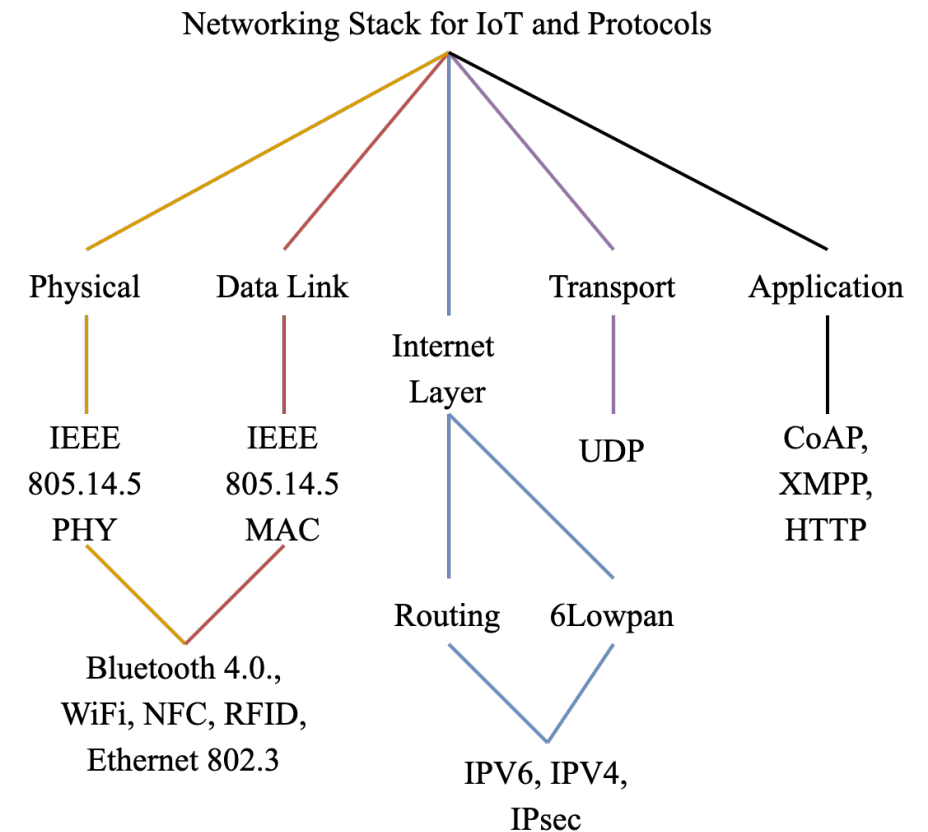 Networking Stack for IoT and Protocols
Physical
Data Link
Internet
Layer
Transport
Application
IEEE
805.14.5
PHY
IEEE
805.14.5
MAC
UDP
CoAP,
XMPP,
HTTP
Routing
6Lowpan
Bluetooth 4.0.,
WiFi, NFC, RFID,
Ethernet 802.3
IPV6, IPV4,
IPsec